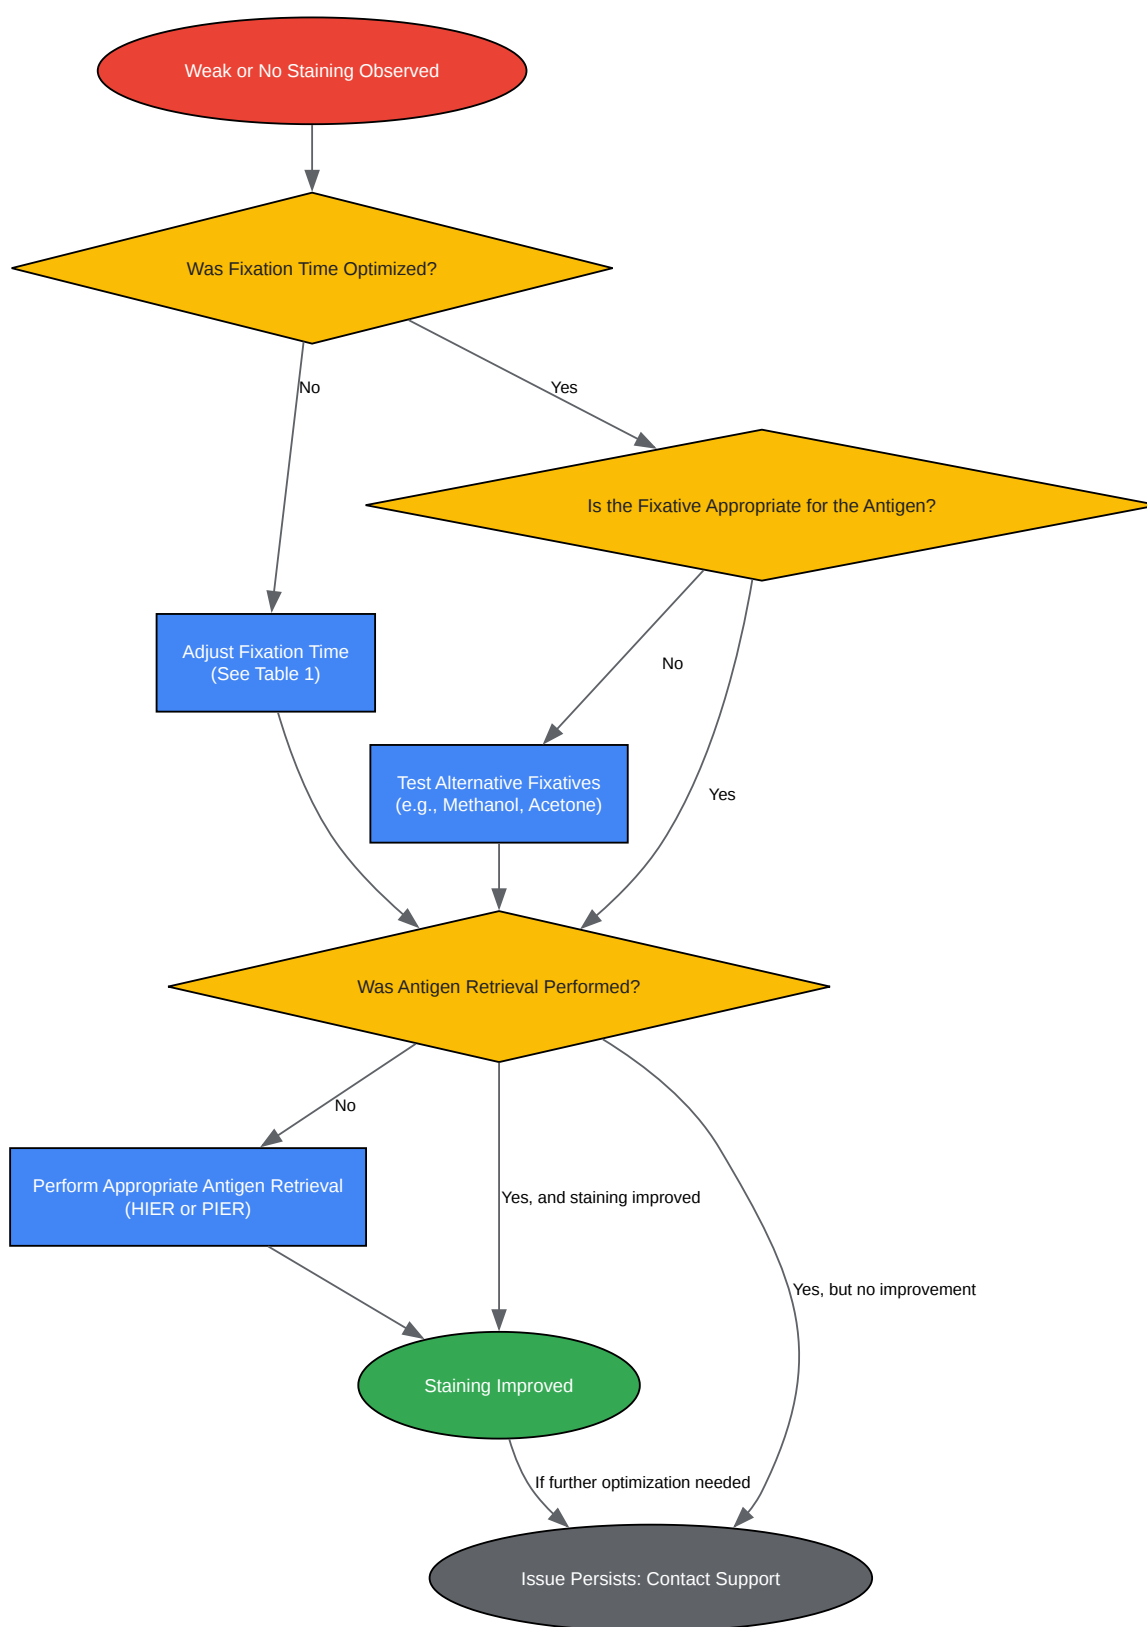 Weak or No Staining Observed
Was Fixation Time Optimized?
No
Yes
Is the Fixative Appropriate for the Antigen?
Adjust Fixation Time
(See Table 1)
No
Test Alternative Fixatives
(e.g., Methanol, Acetone)
Yes
Was Antigen Retrieval Performed?
No
Perform Appropriate Antigen Retrieval
(HIER or PIER)
Yes, and staining improved
Yes, but no improvement
Staining Improved
If further optimization needed
Issue Persists: Contact Support